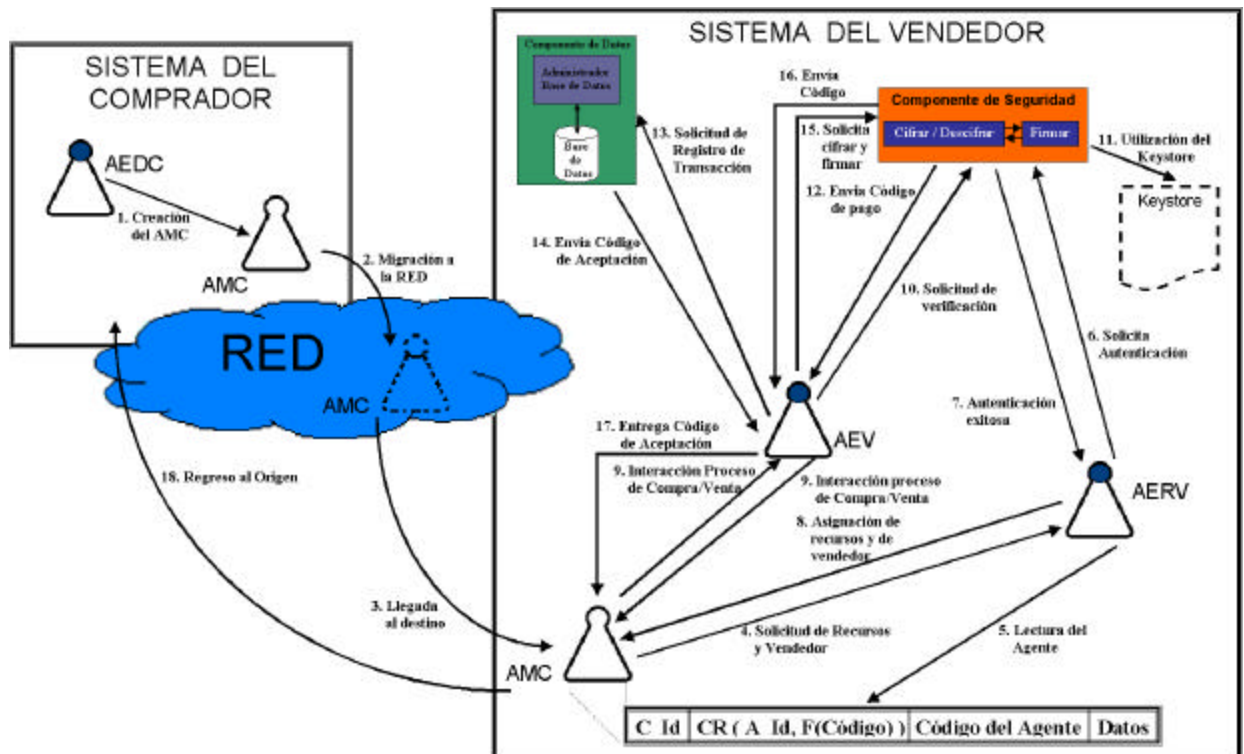 SISTEMA DEL
COMPRADOR
AEDC
1. Creación
del AMC
AMC
2. Migración a
la RED
RED
AMC
18. Regreso al Origen
3. Llegada
al destino
SISTEMA DEL VENDEDOR
Componente de Datos
Administrador
Base de Datos
Base
de
Datos
13. Solicitud de
Registro de
Transacción
14. Envía Código
de Aceptación
16. Envía
Código
15. Solicita
cifrar y
firmar
12. Envía Código
de pago
Componente de Seguridad
Cifrar / Descifrar
Firmar
11. Utilización del
Keystore
Keystore
10. Solicitud de
verificación
6. Solicita
Autenticación
7. Autenticación
exitosa
AEV
AERV
17. Entrega Código
de Aceptación
9. Interacción Proceso
de Compra/Venta
9. Interacción proceso
de Compra/Venta
8. Asignación de
recursos y de
vendedor
4. Solicitud de Recursos
y Vendedor
5. Lectura del
Agente
AMC
C Id CR ( A Id, F(Código) ) Código del Agente Datos